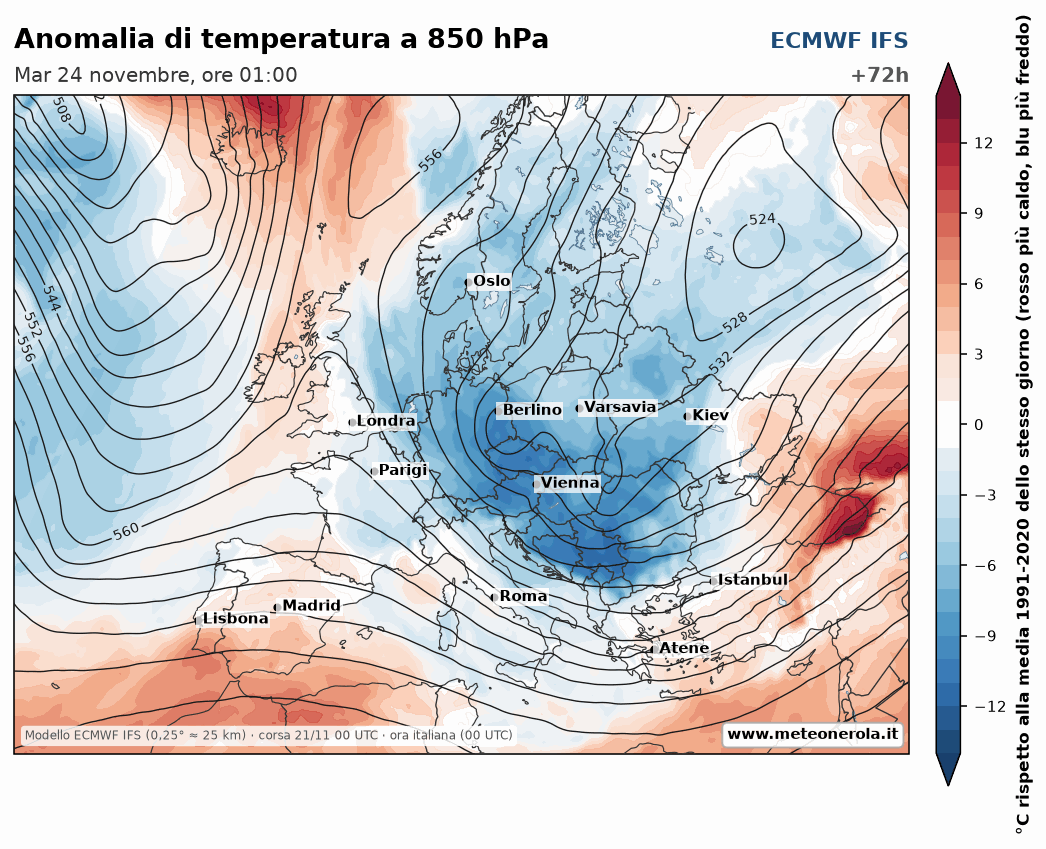 Anomalia di temperatura a 850 hPa
ECMWF IFS
Mar 24 novembre, ore 01:00
+72h
508
556
524
544
552
556
528
532
560
Oslo
Berlino
Varsavia
Kiev
Londra
Parigi
Vienna
Istanbul
Roma
Madrid
Lisbona
Atene
Modello ECMWF IFS (0,25° ≈ 25 km) · corsa 21/11 00 UTC · ora italiana (00 UTC)
www.meteonerola.it
12
9
6
3
0
−3
−6
−9
−12
°C rispetto alla media 1991-2020 dello stesso giorno (rosso più caldo, blu più freddo)